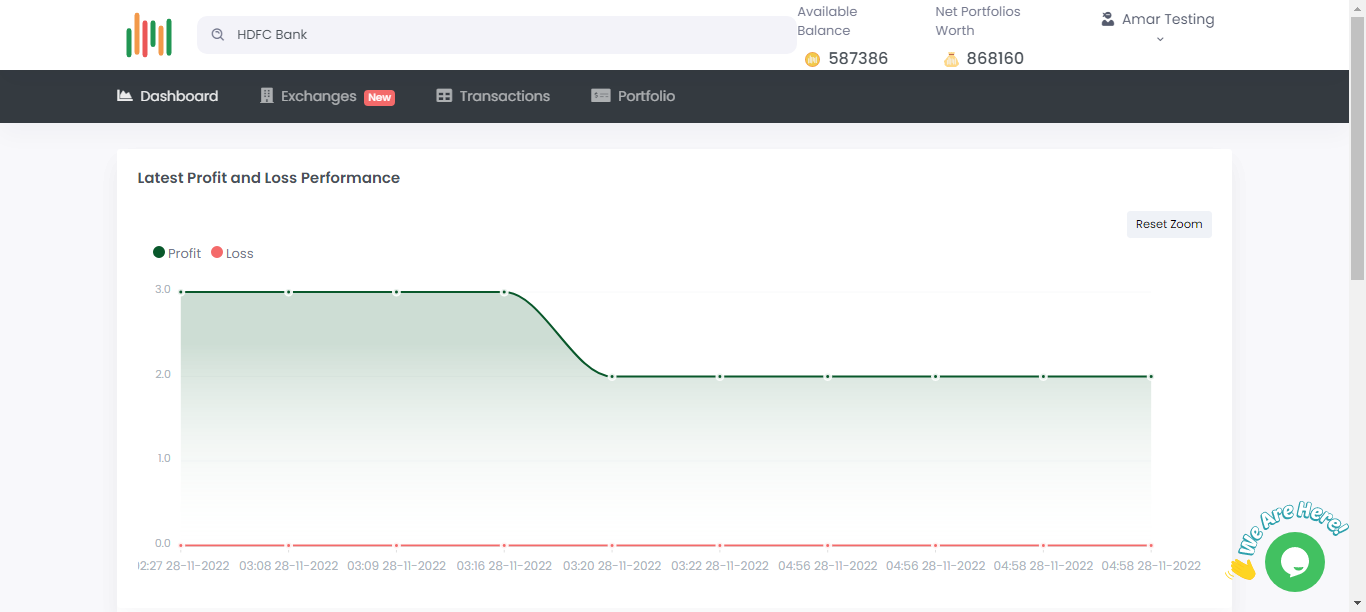 HDFC Bank
Available
Balance
587386
Net Portfolios
Worth
868160
Amar Testing
Dashboard
Exchanges New
Transactions
Portfolio
Latest Profit and Loss Performance
Reset Zoom
Profit Loss
3.0
2.0
1.0
0.0
02:27 28-11-2022 03:08 28-11-2022 03:09 28-11-2022 03:16 28-11-2022 03:20 28-11-2022 03:22 28-11-2022 04:56 28-11-2022 04:56 28-11-2022 04:58 28-11-2022 04:58 28-11-2022
We Are Here!